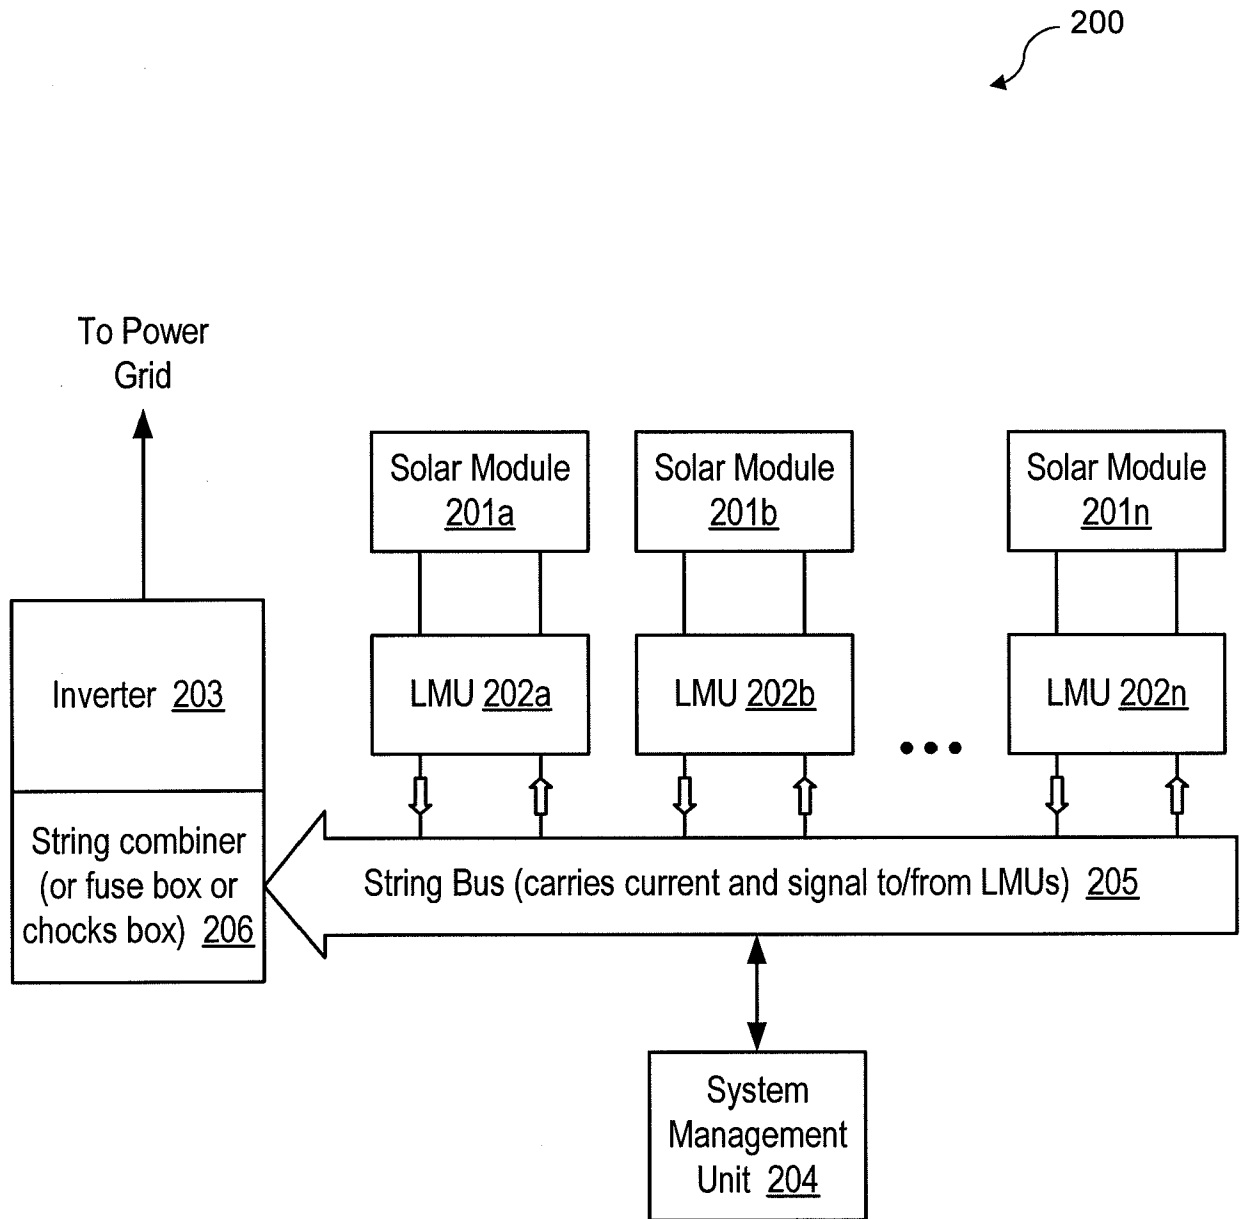 200
To Power
Grid
Solar Module
201a
Solar Module
201b
Solar Module
201n
Inverter 203
LMU 202a
LMU 202b
LMU 202n
String combiner
(or fuse box or
chocks box) 206
String Bus (carries current and signal to/from LMUs) 205
System
Management
Unit 204